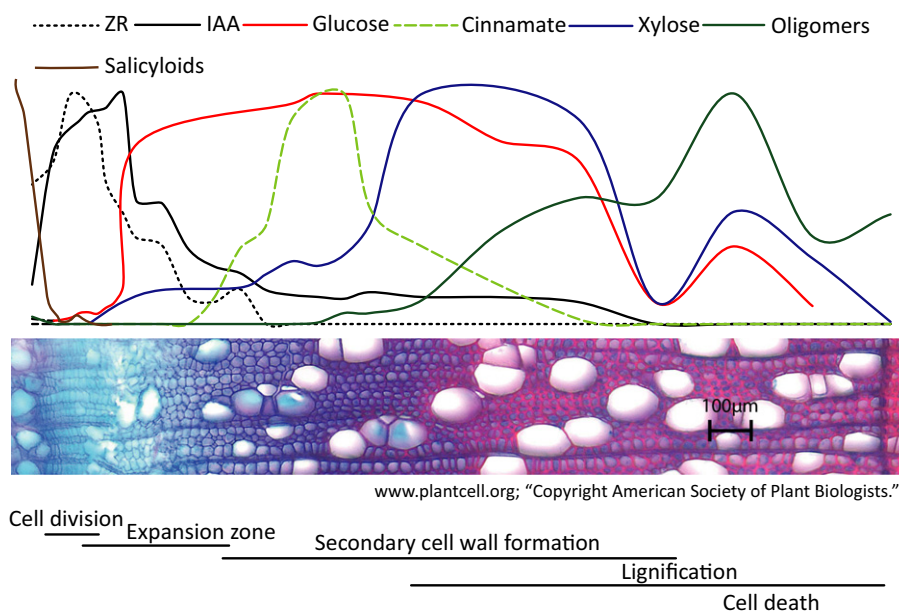 ZR IAA Glucose Cinnamate Xylose Oligomers
Salicyloids
100µm
www.plantcell.org; “Copyright American Society of Plant Biologists.”
Cell division
Expansion zone
Secondary cell wall formation
Lignification
Cell death